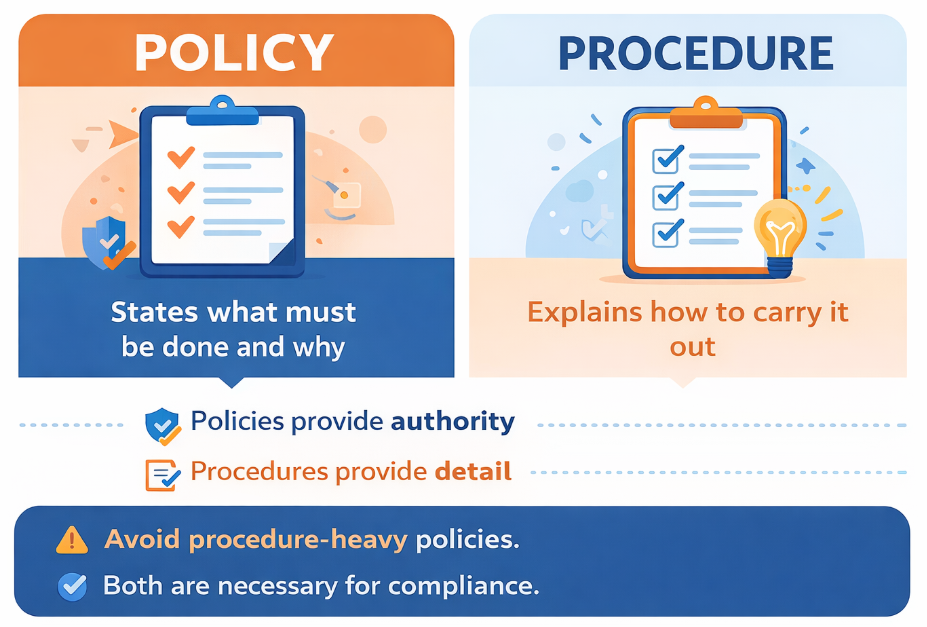 POLICY
States what must
be done and why
PROCEDURE
Explains how to carry it
out
Policies provide authority
Procedures provide detail
Avoid procedure-heavy policies.
Both are necessary for compliance.